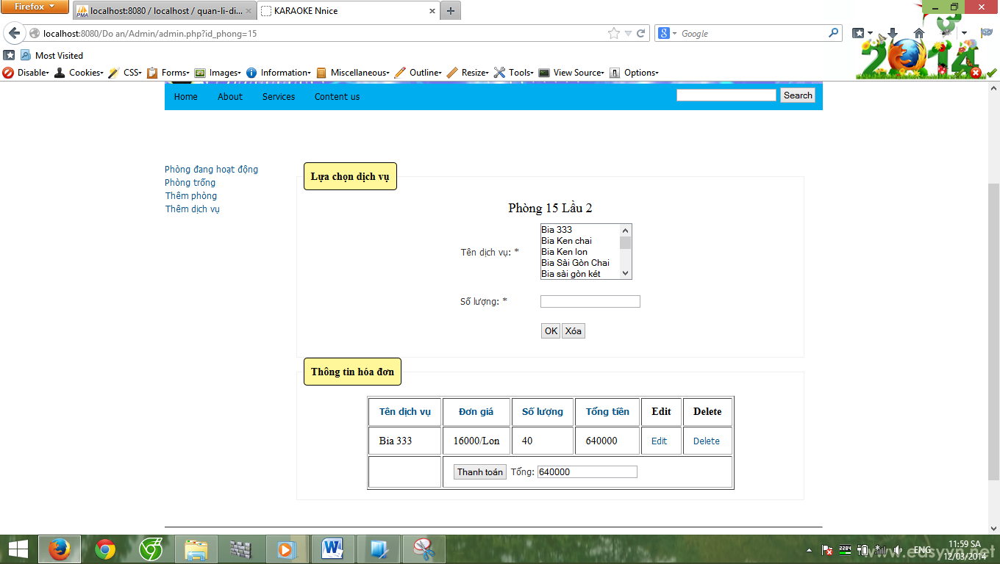 Firefox
localhost:8080 / localhost / quan-li-di...
KARAOKE Nnice
localhost:8080/Do an/Admin/admin.php?id_phong=15
Google
Most Visited
2014
Disable Cookies CSS Forms Images Information Miscellaneous Outline Resize Tools View Source Options
Home About Services Content us Search
Phòng đang hoạt động
Phòng trống
Thêm phòng
Thêm dịch vụ
Lựa chọn dịch vụ
Phòng 15 Lầu 2
Tên dịch vụ: *
Bia 333
Bia Ken chai
Bia Ken lon
Bia Sài Gòn Chai
Bia sài gòn két
Số lượng: *
OK Xóa
Thông tin hóa đơn
Tên dịch vụ Đơn giá Số lượng Tổng tiền Edit Delete
Bia 333 16000/Lon 40 640000 Edit Delete
Thanh toán Tổng: 640000
2284 ENG 11:59 SA
12/03/2014
www.easyvn.net